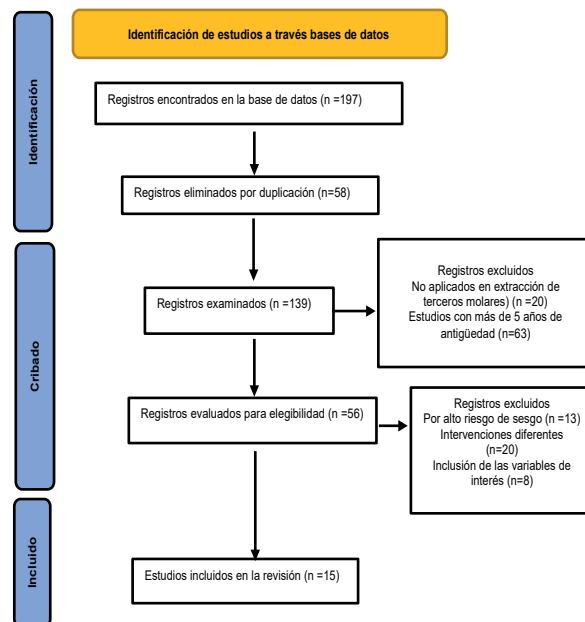 Identificación de estudios a través bases de datos
Identificación
Registros encontrados en la base de datos (n =197)
Registros eliminados por duplicación (n=58)
Cribado
Registros examinados (n =139)
Registros excluidos
No aplicados en extracción de
terceros molares) (n =20)
Estudios con más de 5 años de
antigüedad (n=63)
Registros evaluados para elegibilidad (n =56)
Registros excluidos
Por alto riesgo de sesgo (n =13)
Intervenciones diferentes
(n=20)
Inclusión de las variables de
interés (n=8)
Incluido
Estudios incluidos en la revisión (n =15)